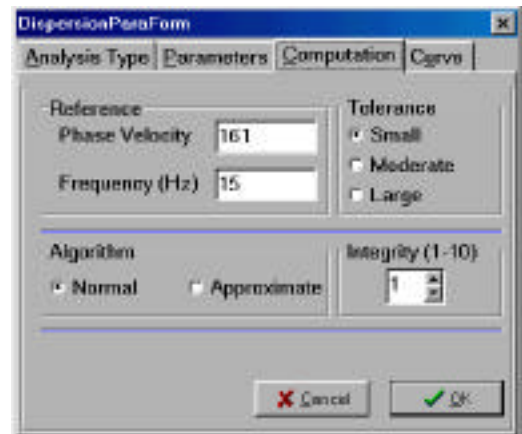 DispersionParaForm
Analysis Type Parameters Computation Curve
Reference
Phase Velocity 161
Frequency (Hz) 15
Tolerance
Small
Moderate
Large
Algorithm
Normal Approximate
Integrity (1-10)
1
Cancel OK